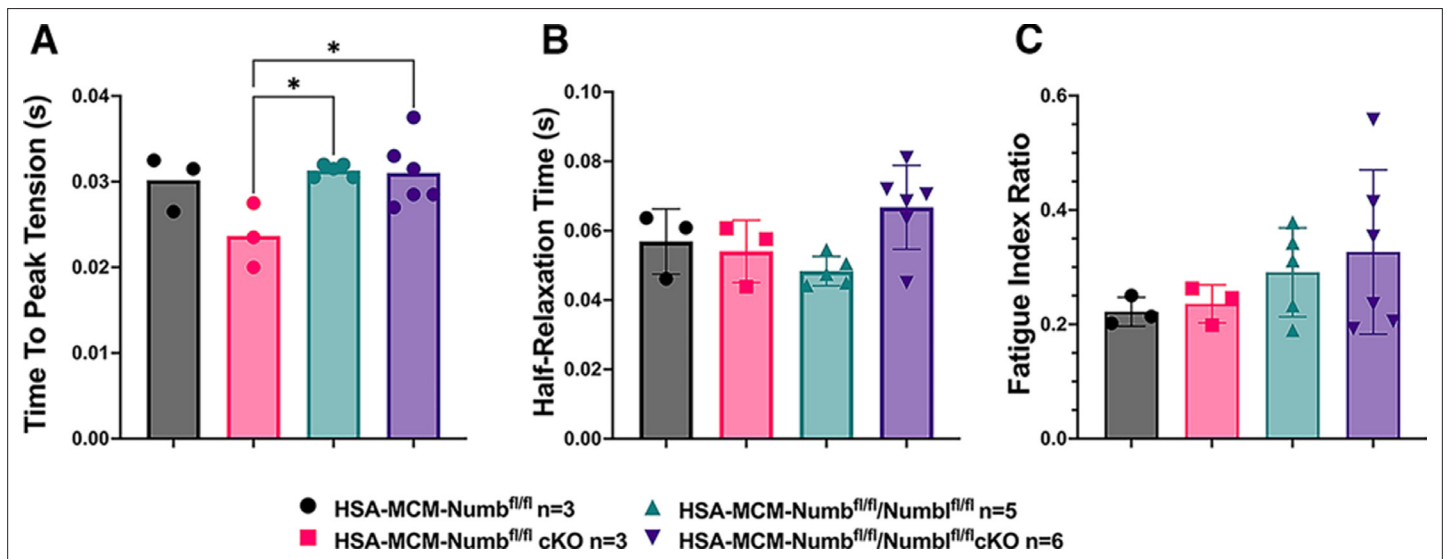 A
B
C
Time To Peak Tension (s)
0.04
0.03
0.02
0.01
0.00
*
*
Half-Relaxation Time (s)
0.10
0.08
0.06
0.04
0.02
0.00
Fatigue Index Ratio
0.6
0.4
0.2
0.0
HSA-MCM-Numbfl/fl n=3
HSA-MCM-Numbfl/fl cKO n=3
HSA-MCM-Numbfl/fl/Numblfl/fl n=5
HSA-MCM-Numbfl/fl/Numblfl/flcKO n=6